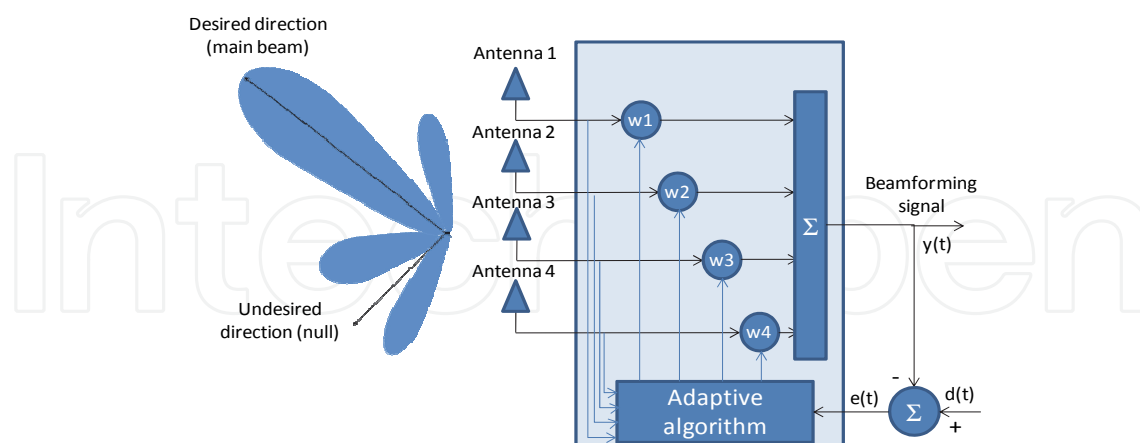 Desired direction
(main beam)
Antenna 1
Antenna 2
Antenna 3
Antenna 4
w1
w2
w3
w4
Σ
Beamforming
signal
y(t)
Undesired
direction (null)
Adaptive
algorithm
e(t)
-
Σ
d(t)
+
IntechOpen